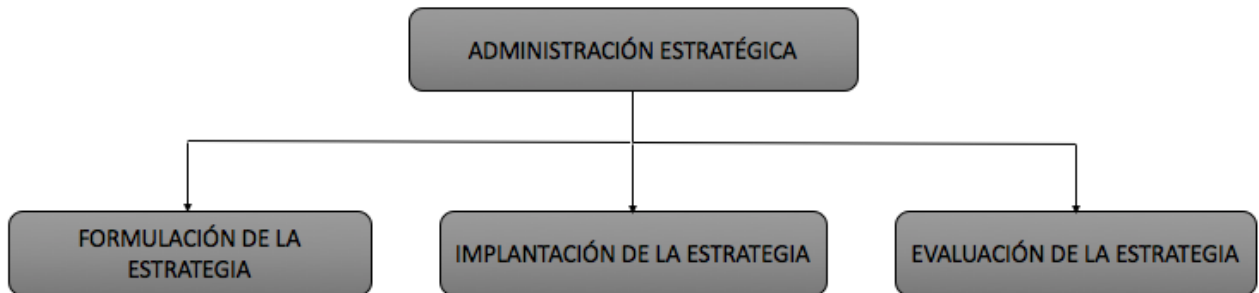 ADMINISTRACIÓN ESTRATÉGICA
FORMULACIÓN DE LA
ESTRATEGIA
IMPLANTACIÓN DE LA ESTRATEGIA
EVALUACIÓN DE LA ESTRATEGIA